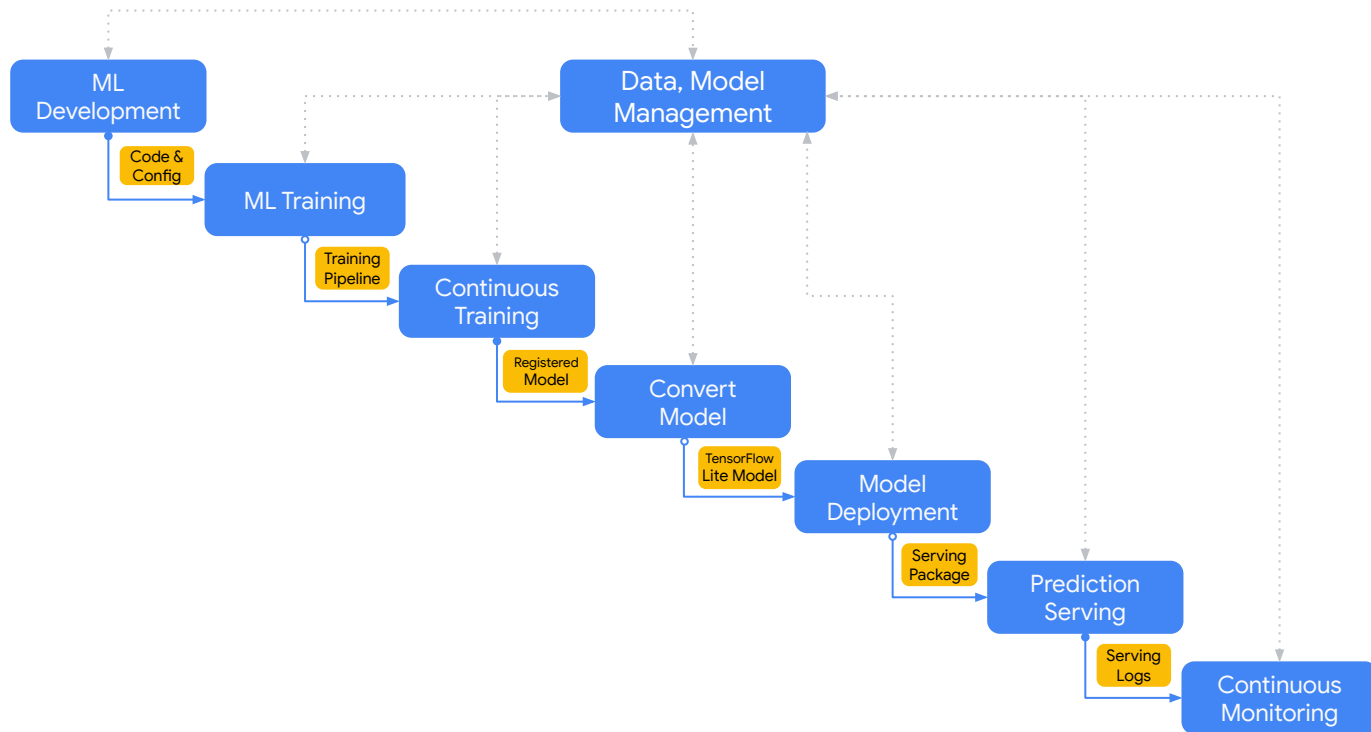 ML
Development
Data, Model
Management
Code &
Config
ML Training
Training
Pipeline
Continuous
Training
Registered
Model
Convert
Model
TensorFlow
Lite Model
Model
Deployment
Serving
Package
Prediction
Serving
Serving
Logs
Continuous
Monitoring